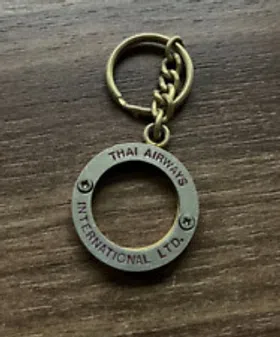 THAI AIRWAYS
INTERNATIONAL LTD.